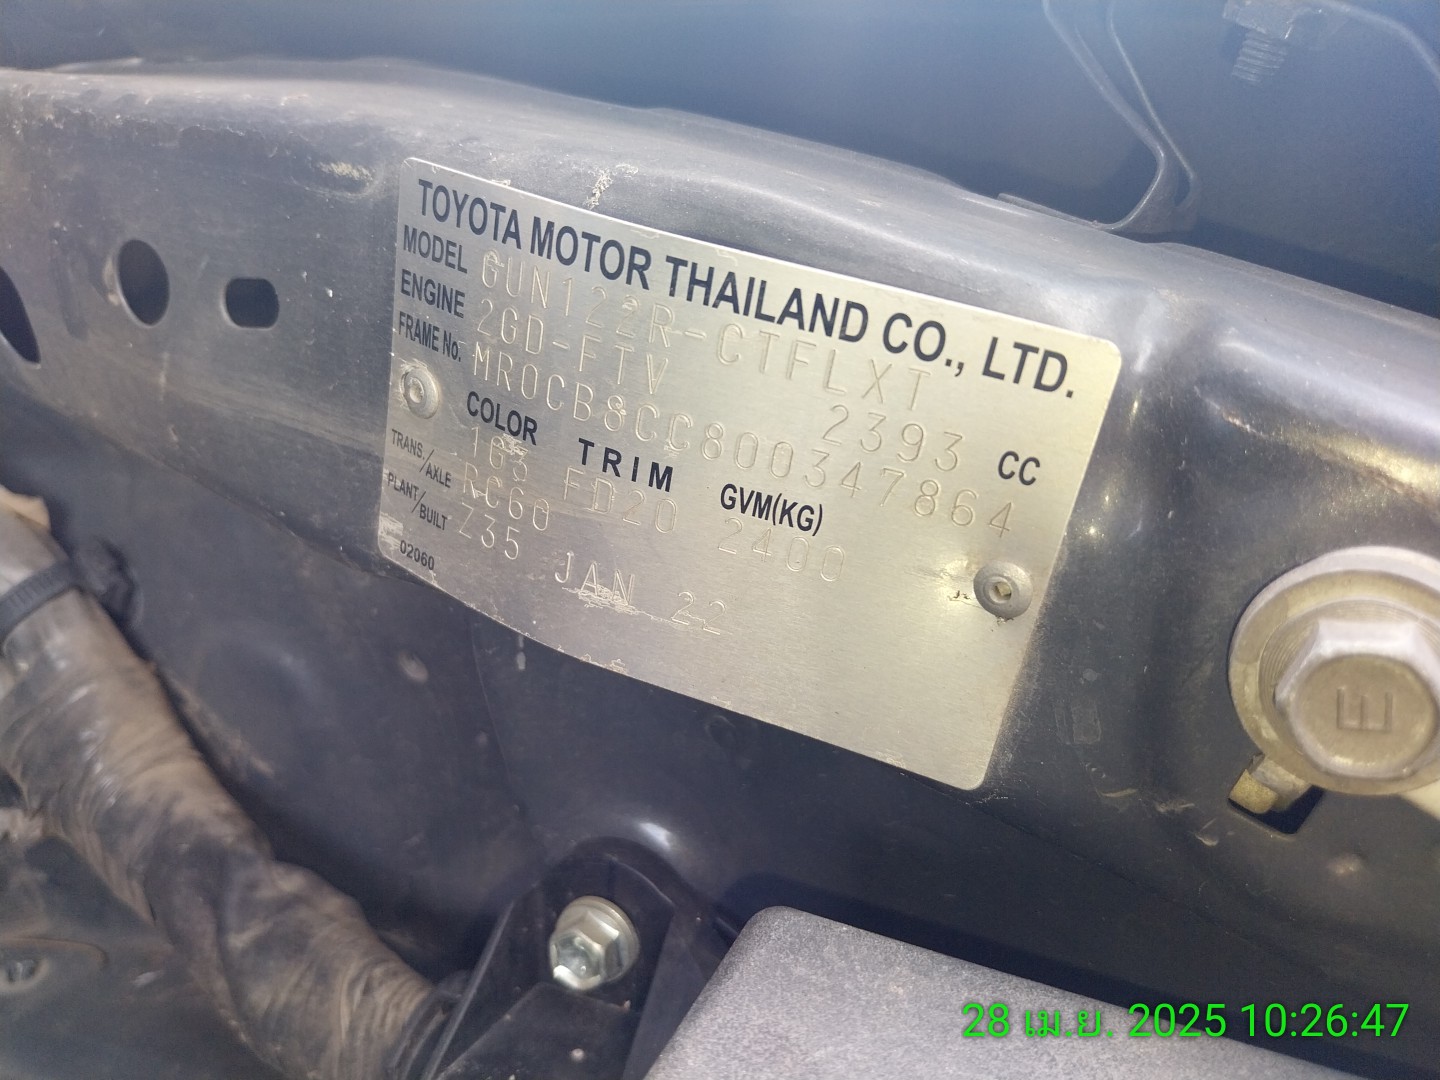 TOYOTA MOTOR THAILAND CO., LTD.
MODEL GUN122R-CTFLXT
ENGINE 2GD-FTV 2393 CC
FRAME No. MR0CB8CC800347864
COLOR TRIM GVM(KG)
1G3 FD20 2400
TRANS./AXLE RC60
PLANT/BUILT Z35 JAN 22
02060
E
28 เม.ย. 2025 10:26:47